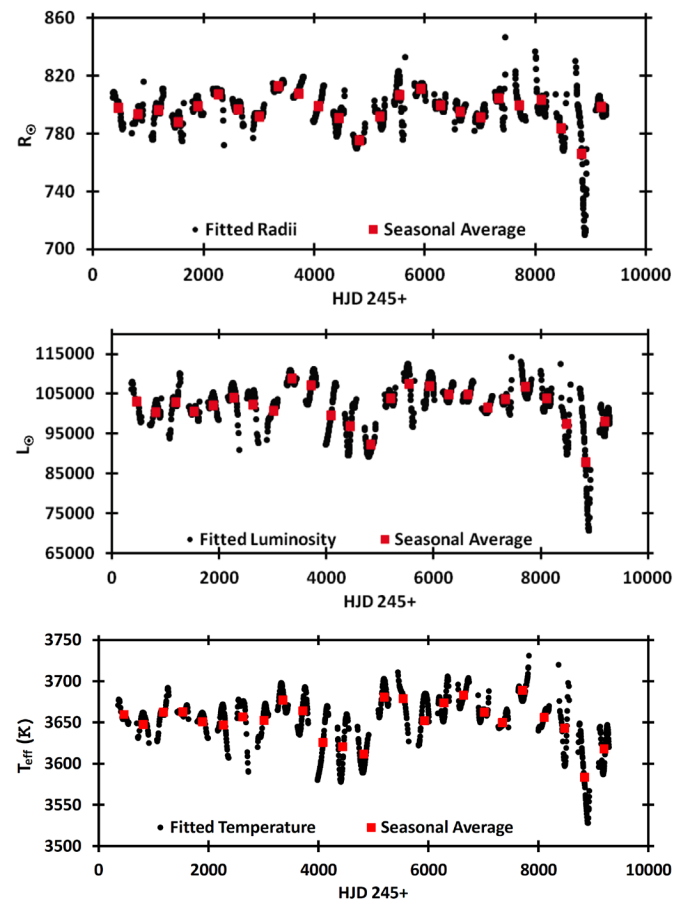 860
820
780
740
700
R☉
● Fitted Radii ■ Seasonal Average
0 2000 4000 6000 8000 10000
HJD 245+
115000
105000
95000
85000
75000
65000
L☉
● Fitted Luminosity ■ Seasonal Average
0 2000 4000 6000 8000 10000
HJD 245+
3750
3700
3650
3600
3550
3500
Teff (K)
● Fitted Temperature ■ Seasonal Average
0 2000 4000 6000 8000 10000
HJD 245+